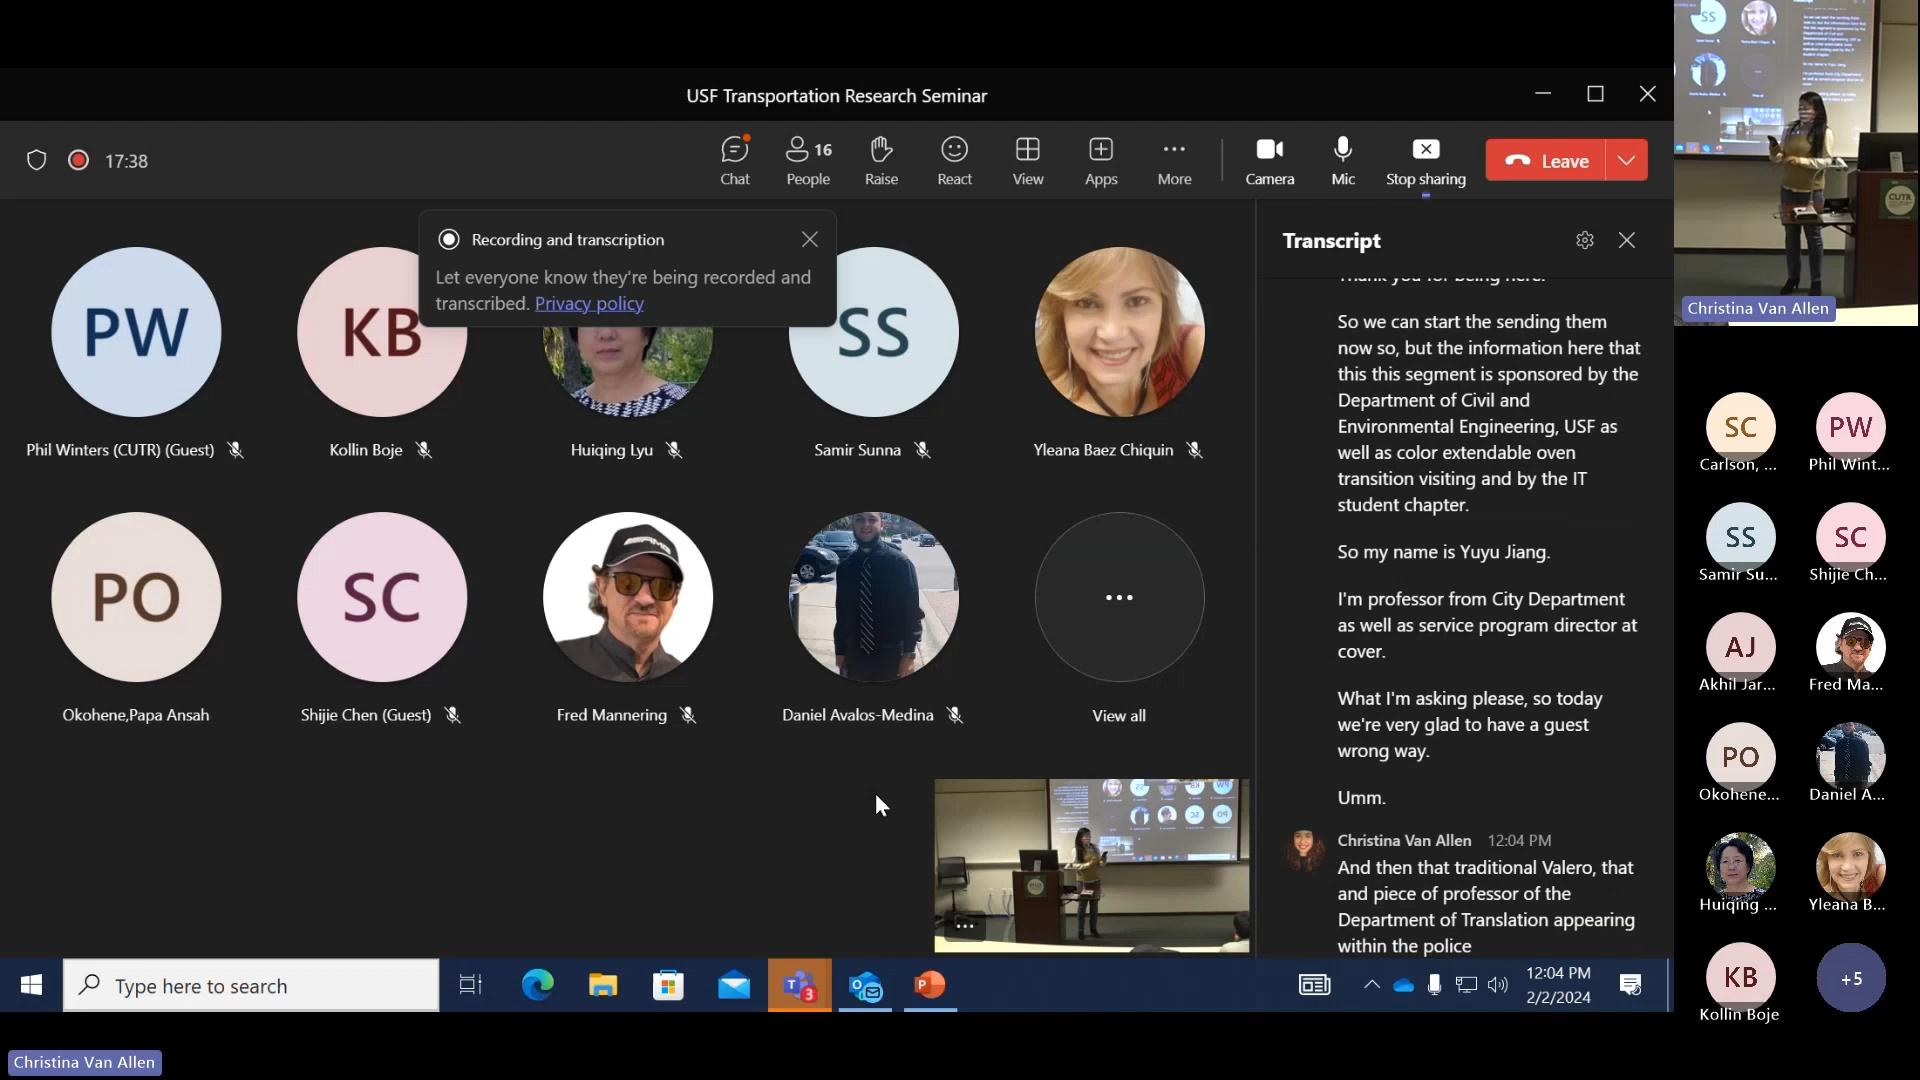 USF Transportation Research Seminar
17:38
Chat
People
16
Raise
React
View
Apps
More
Camera
Mic
Stop sharing
Leave
Recording and transcription
Let everyone know they're being recorded and
transcribed. Privacy policy
PW
KB
SS
Phil Winters (CUTR) (Guest)
Kollin Boje
Huiqing Lyu
Samir Sunna
Yleana Baez Chiquin
PO
SC
Okohene,Papa Ansah
Shijie Chen (Guest)
Fred Mannering
Daniel Avalos-Medina
View all
Transcript
Thank you for being here.
So we can start the sending them
now so, but the information here that
this this segment is sponsored by the
Department of Civil and
Environmental Engineering, USF as
well as color extendable oven
transition visiting and by the IT
student chapter.
So my name is Yuyu Jiang.
I'm professor from City Department
as well as service program director at
cover.
What I'm asking please, so today
we're very glad to have a guest
wrong way.
Umm.
Christina Van Allen 12:04 PM
And then that traditional Valero, that
and piece of professor of the
Department of Translation appearing
within the police
Type here to search
3
12:04 PM
2/2/2024
Christina Van Allen
SS
CUTR
Christina Van Allen
SC
PW
Carlson, ...
Phil Wint...
SS
SC
Samir Su...
Shijie Ch...
AJ
Akhil Jar...
Fred Ma...
PO
Okohene...
Daniel A...
Huiqing ...
Yleana B...
KB
+5
Kollin Boje